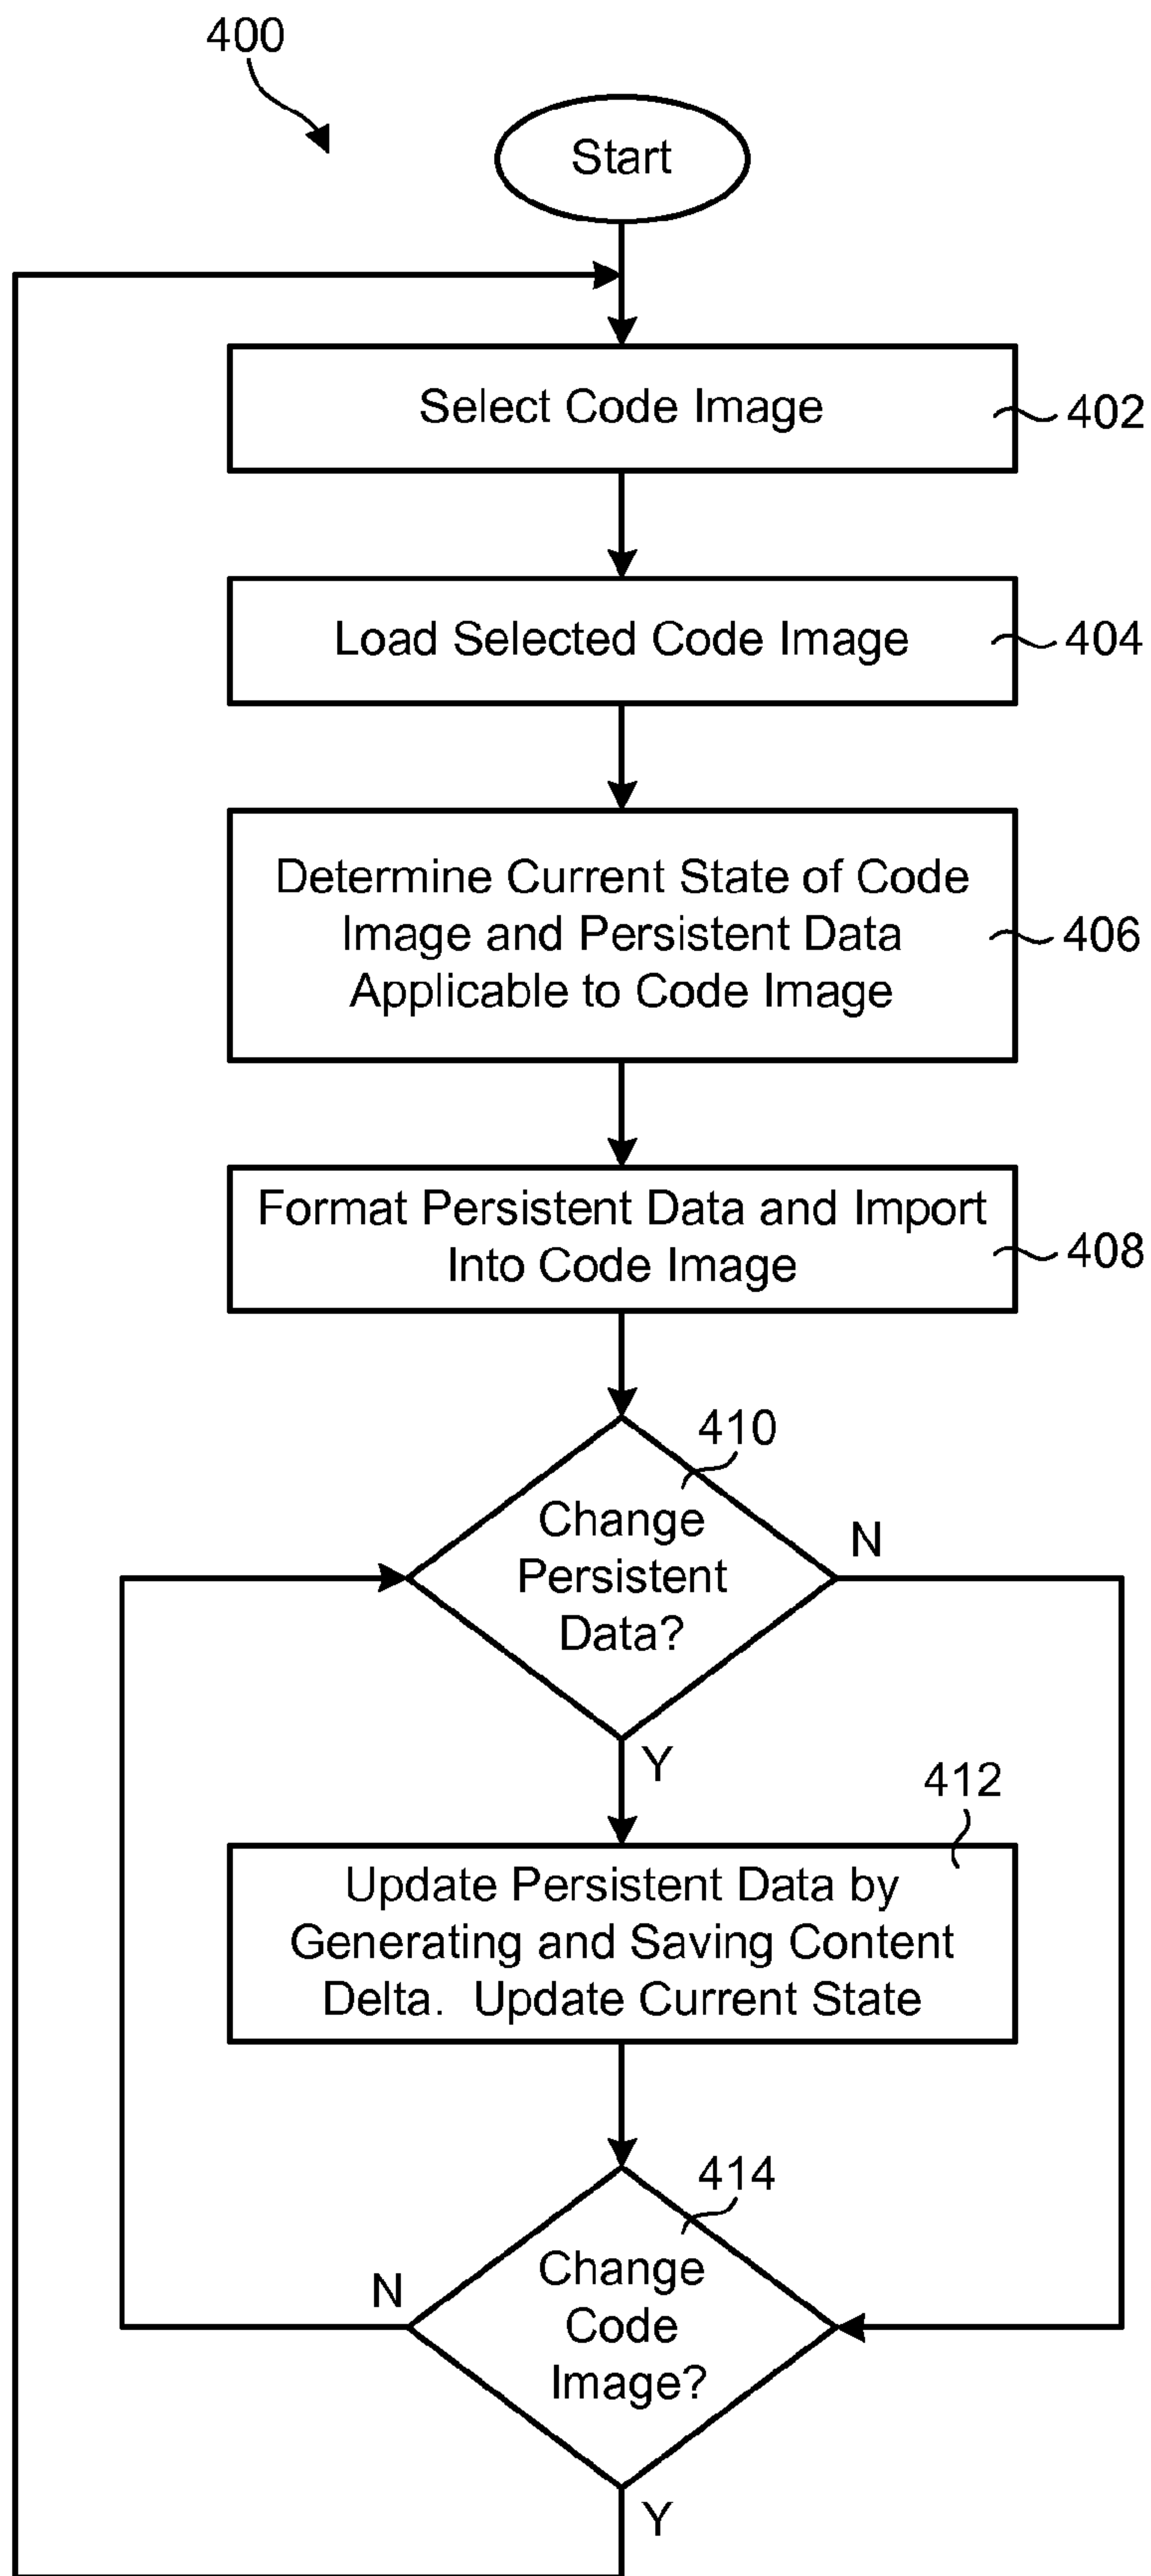 400
Start
Select Code Image
402
Load Selected Code Image
404
Determine Current State of Code
Image and Persistent Data
Applicable to Code Image
406
Format Persistent Data and Import
Into Code Image
408
410
Change
Persistent
Data?
N
Y
412
Update Persistent Data by
Generating and Saving Content
Delta.  Update Current State
414
Change
Code
Image?
N
Y